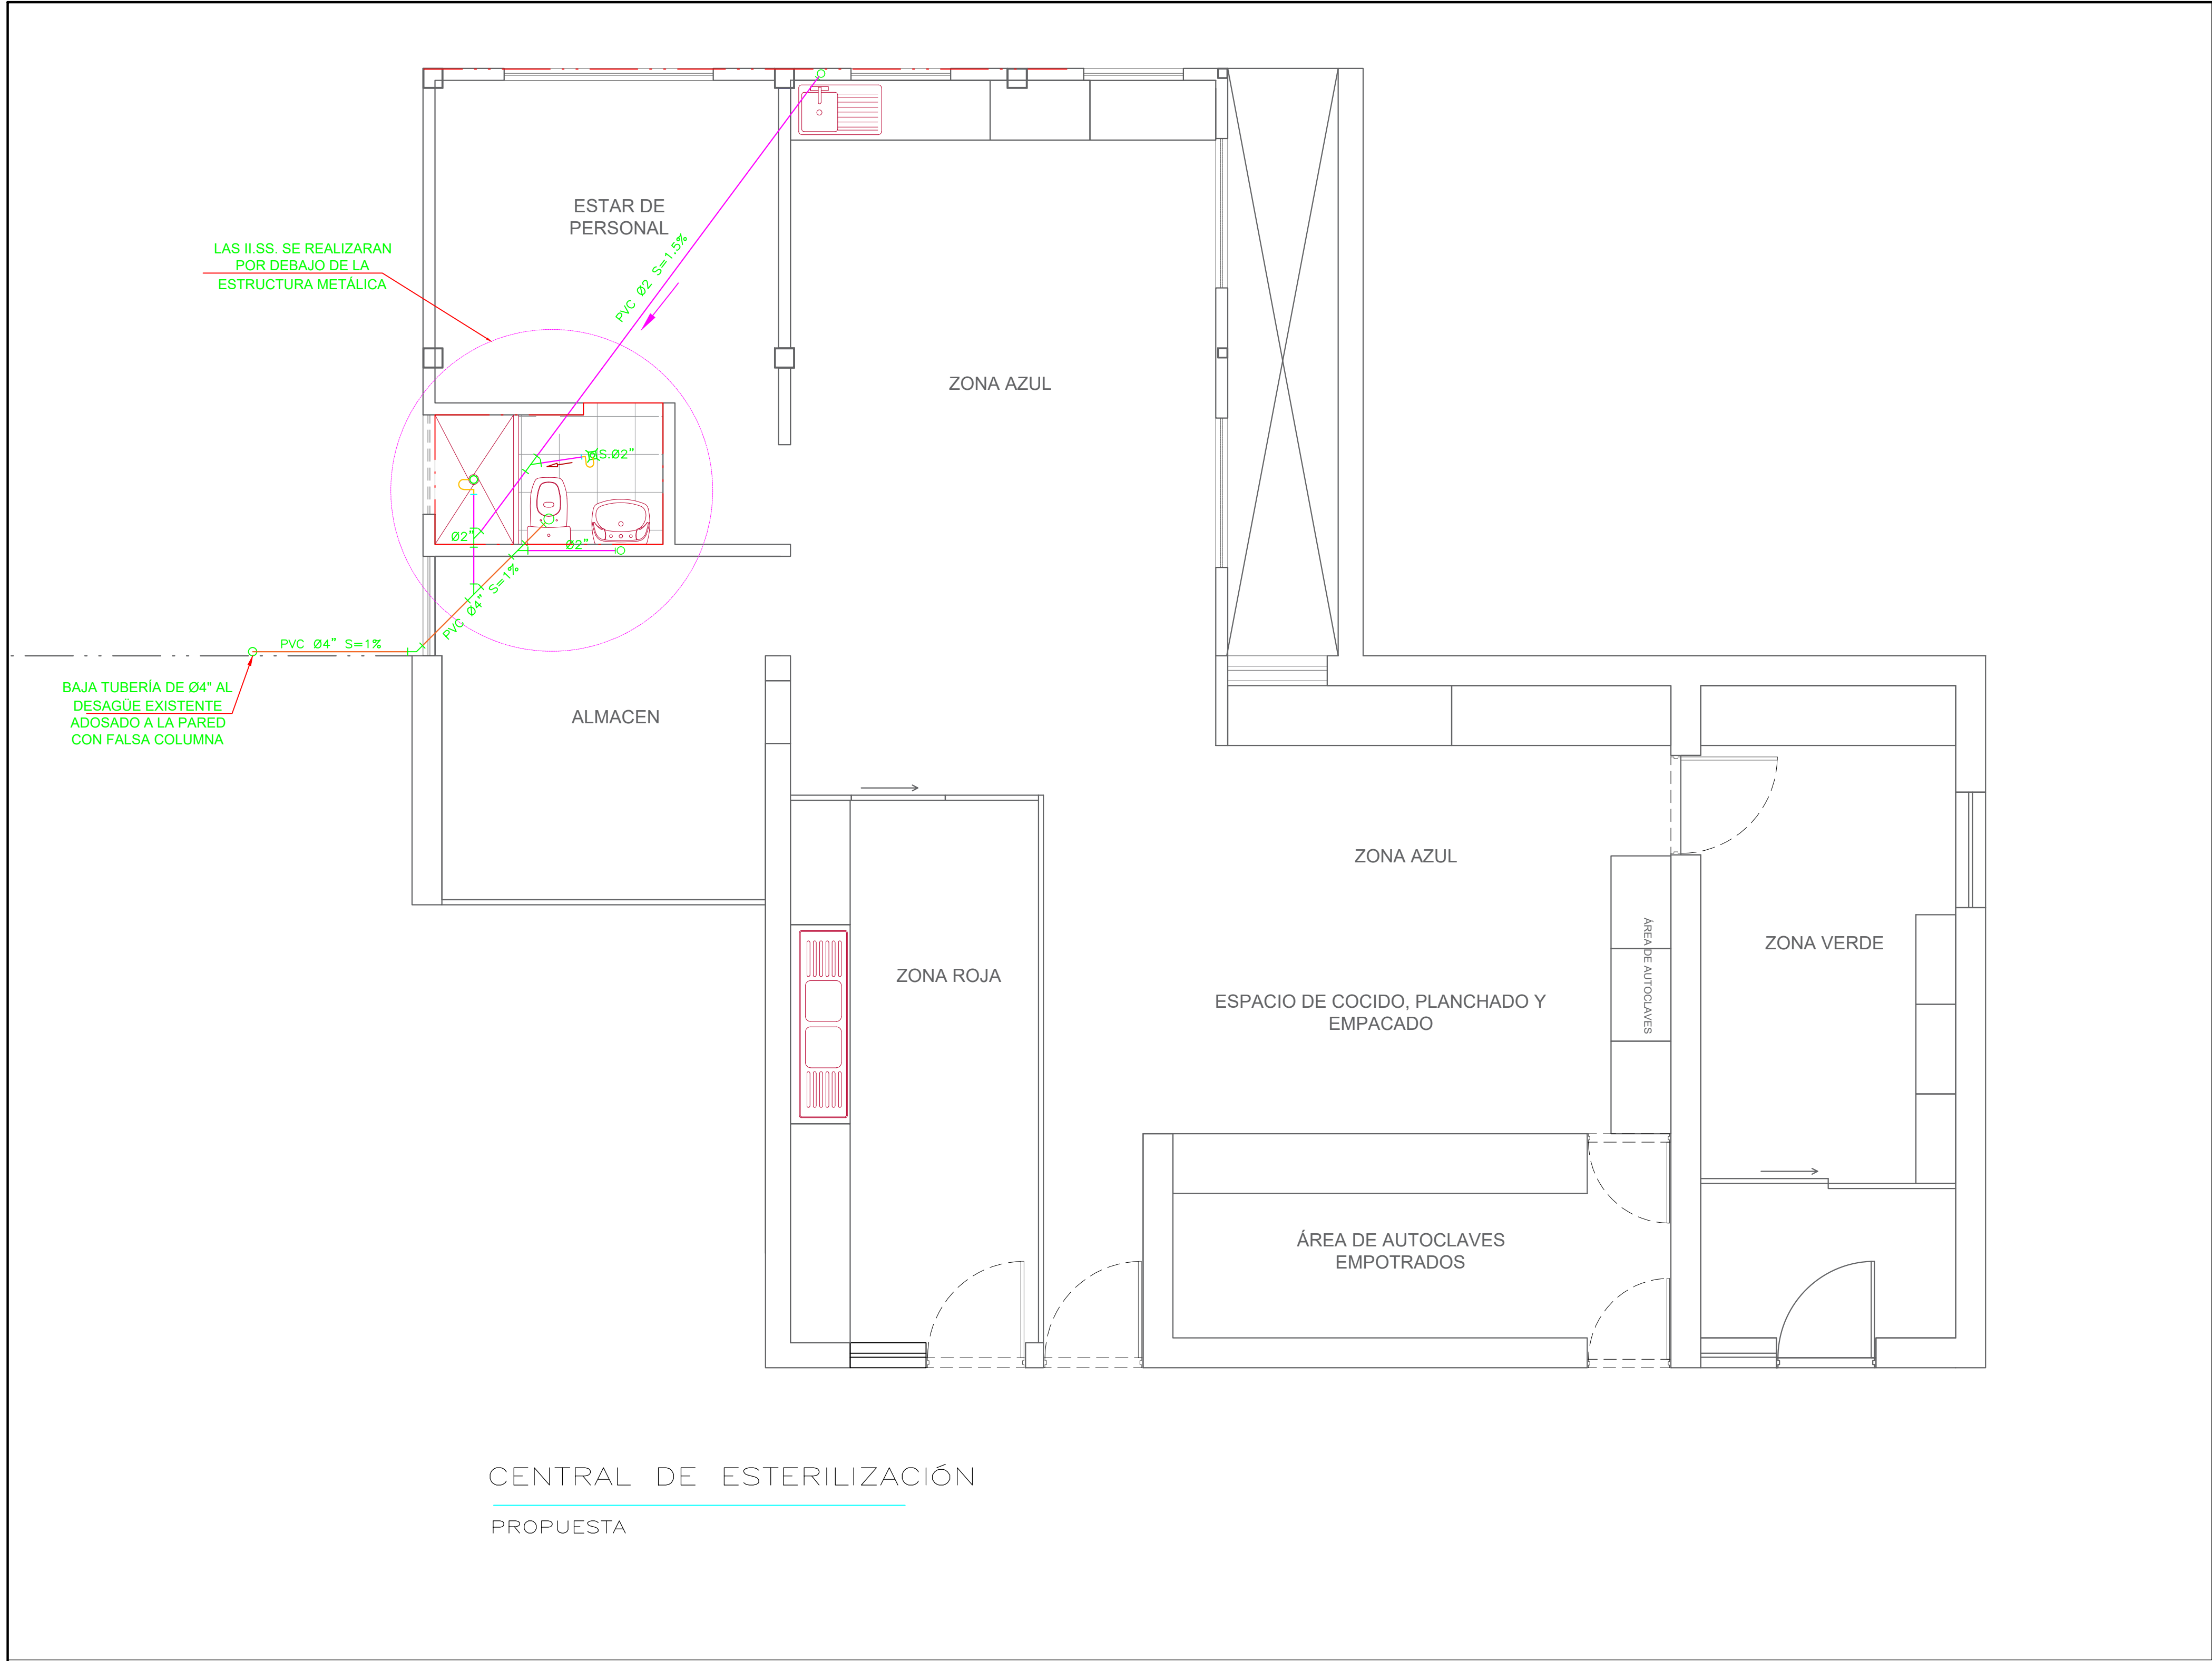 ESTAR DE
PERSONAL
LAS II.SS. SE REALIZARAN
POR DEBAJO DE LA
ESTRUCTURA METÁLICA
PVC Ø2 S=1.5%
ZONA AZUL
S.Ø2"
Ø2"
Ø2"
PVC Ø4" S=1%
PVC Ø4" S=1%
BAJA TUBERÍA DE Ø4" AL
DESAGÜE EXISTENTE
ADOSADO A LA PARED
CON FALSA COLUMNA
ALMACEN
ZONA AZUL
ZONA ROJA
ÁREA DE AUTOCLAVES
ZONA VERDE
ESPACIO DE COCIDO, PLANCHADO Y
EMPACADO
ÁREA DE AUTOCLAVES
EMPOTRADOS
CENTRAL DE ESTERILIZACIÓN
PROPUESTA